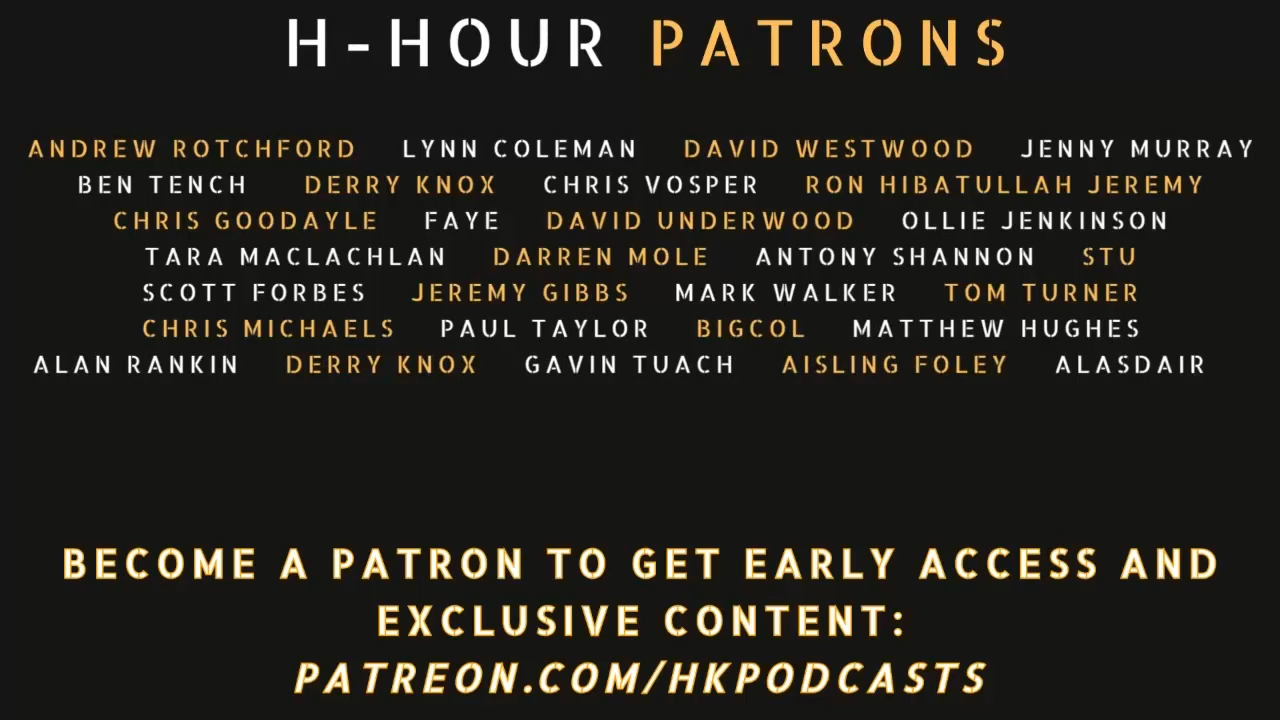 H-HOUR PATRONS
ANDREW ROTCHFORD LYNN COLEMAN DAVID WESTWOOD JENNY MURRAY
BEN TENCH DERRY KNOX CHRIS VOSPER RON HIBATULLAH JEREMY
CHRIS GOODAYLE FAYE DAVID UNDERWOOD OLLIE JENKINSON
TARA MACLACHLAN DARREN MOLE ANTONY SHANNON STU
SCOTT FORBES JEREMY GIBBS MARK WALKER TOM TURNER
CHRIS MICHAELS PAUL TAYLOR BIGCOL MATTHEW HUGHES
ALAN RANKIN DERRY KNOX GAVIN TUACH AISLING FOLEY ALASDAIR
BECOME A PATRON TO GET EARLY ACCESS AND
EXCLUSIVE CONTENT:
PATREON.COM/HKPODCASTS